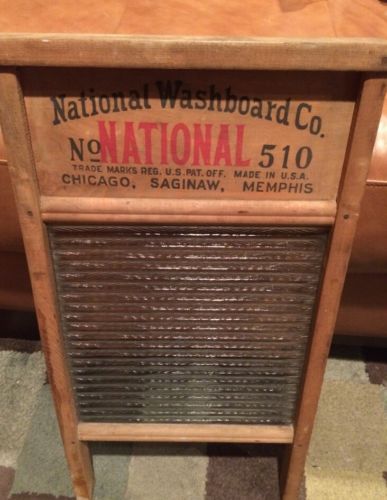 National Washboard Co.
No NATIONAL 510
TRADE MARKS REG. U.S. PAT. OFF. MADE IN U.S.A.
CHICAGO, SAGINAW, MEMPHIS